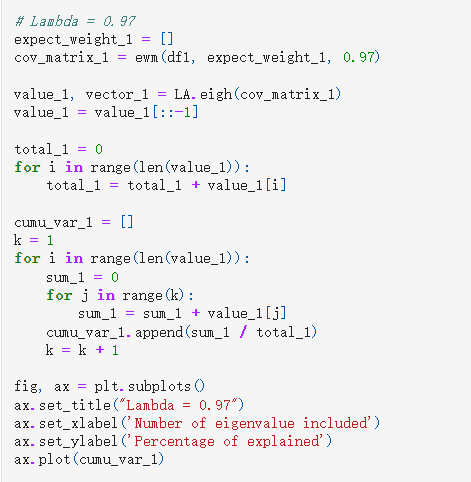 # Lambda = 0.97
expect_weight_1 = []
cov_matrix_1 = ewm(df1, expect_weight_1, 0.97)
value_1, vector_1 = LA.eigh(cov_matrix_1)
value_1 = value_1[::-1]
total_1 = 0
for i in range(len(value_1)):
    total_1 = total_1 + value_1[i]
cumu_var_1 = []
k = 1
for i in range(len(value_1)):
    sum_1 = 0
    for j in range(k):
        sum_1 = sum_1 + value_1[j]
    cumu_var_1.append(sum_1 / total_1)
    k = k + 1
fig, ax = plt.subplots()
ax.set_title("Lambda = 0.97")
ax.set_xlabel('Number of eigenvalue included')
ax.set_ylabel('Percentage of explained')
ax.plot(cumu_var_1)